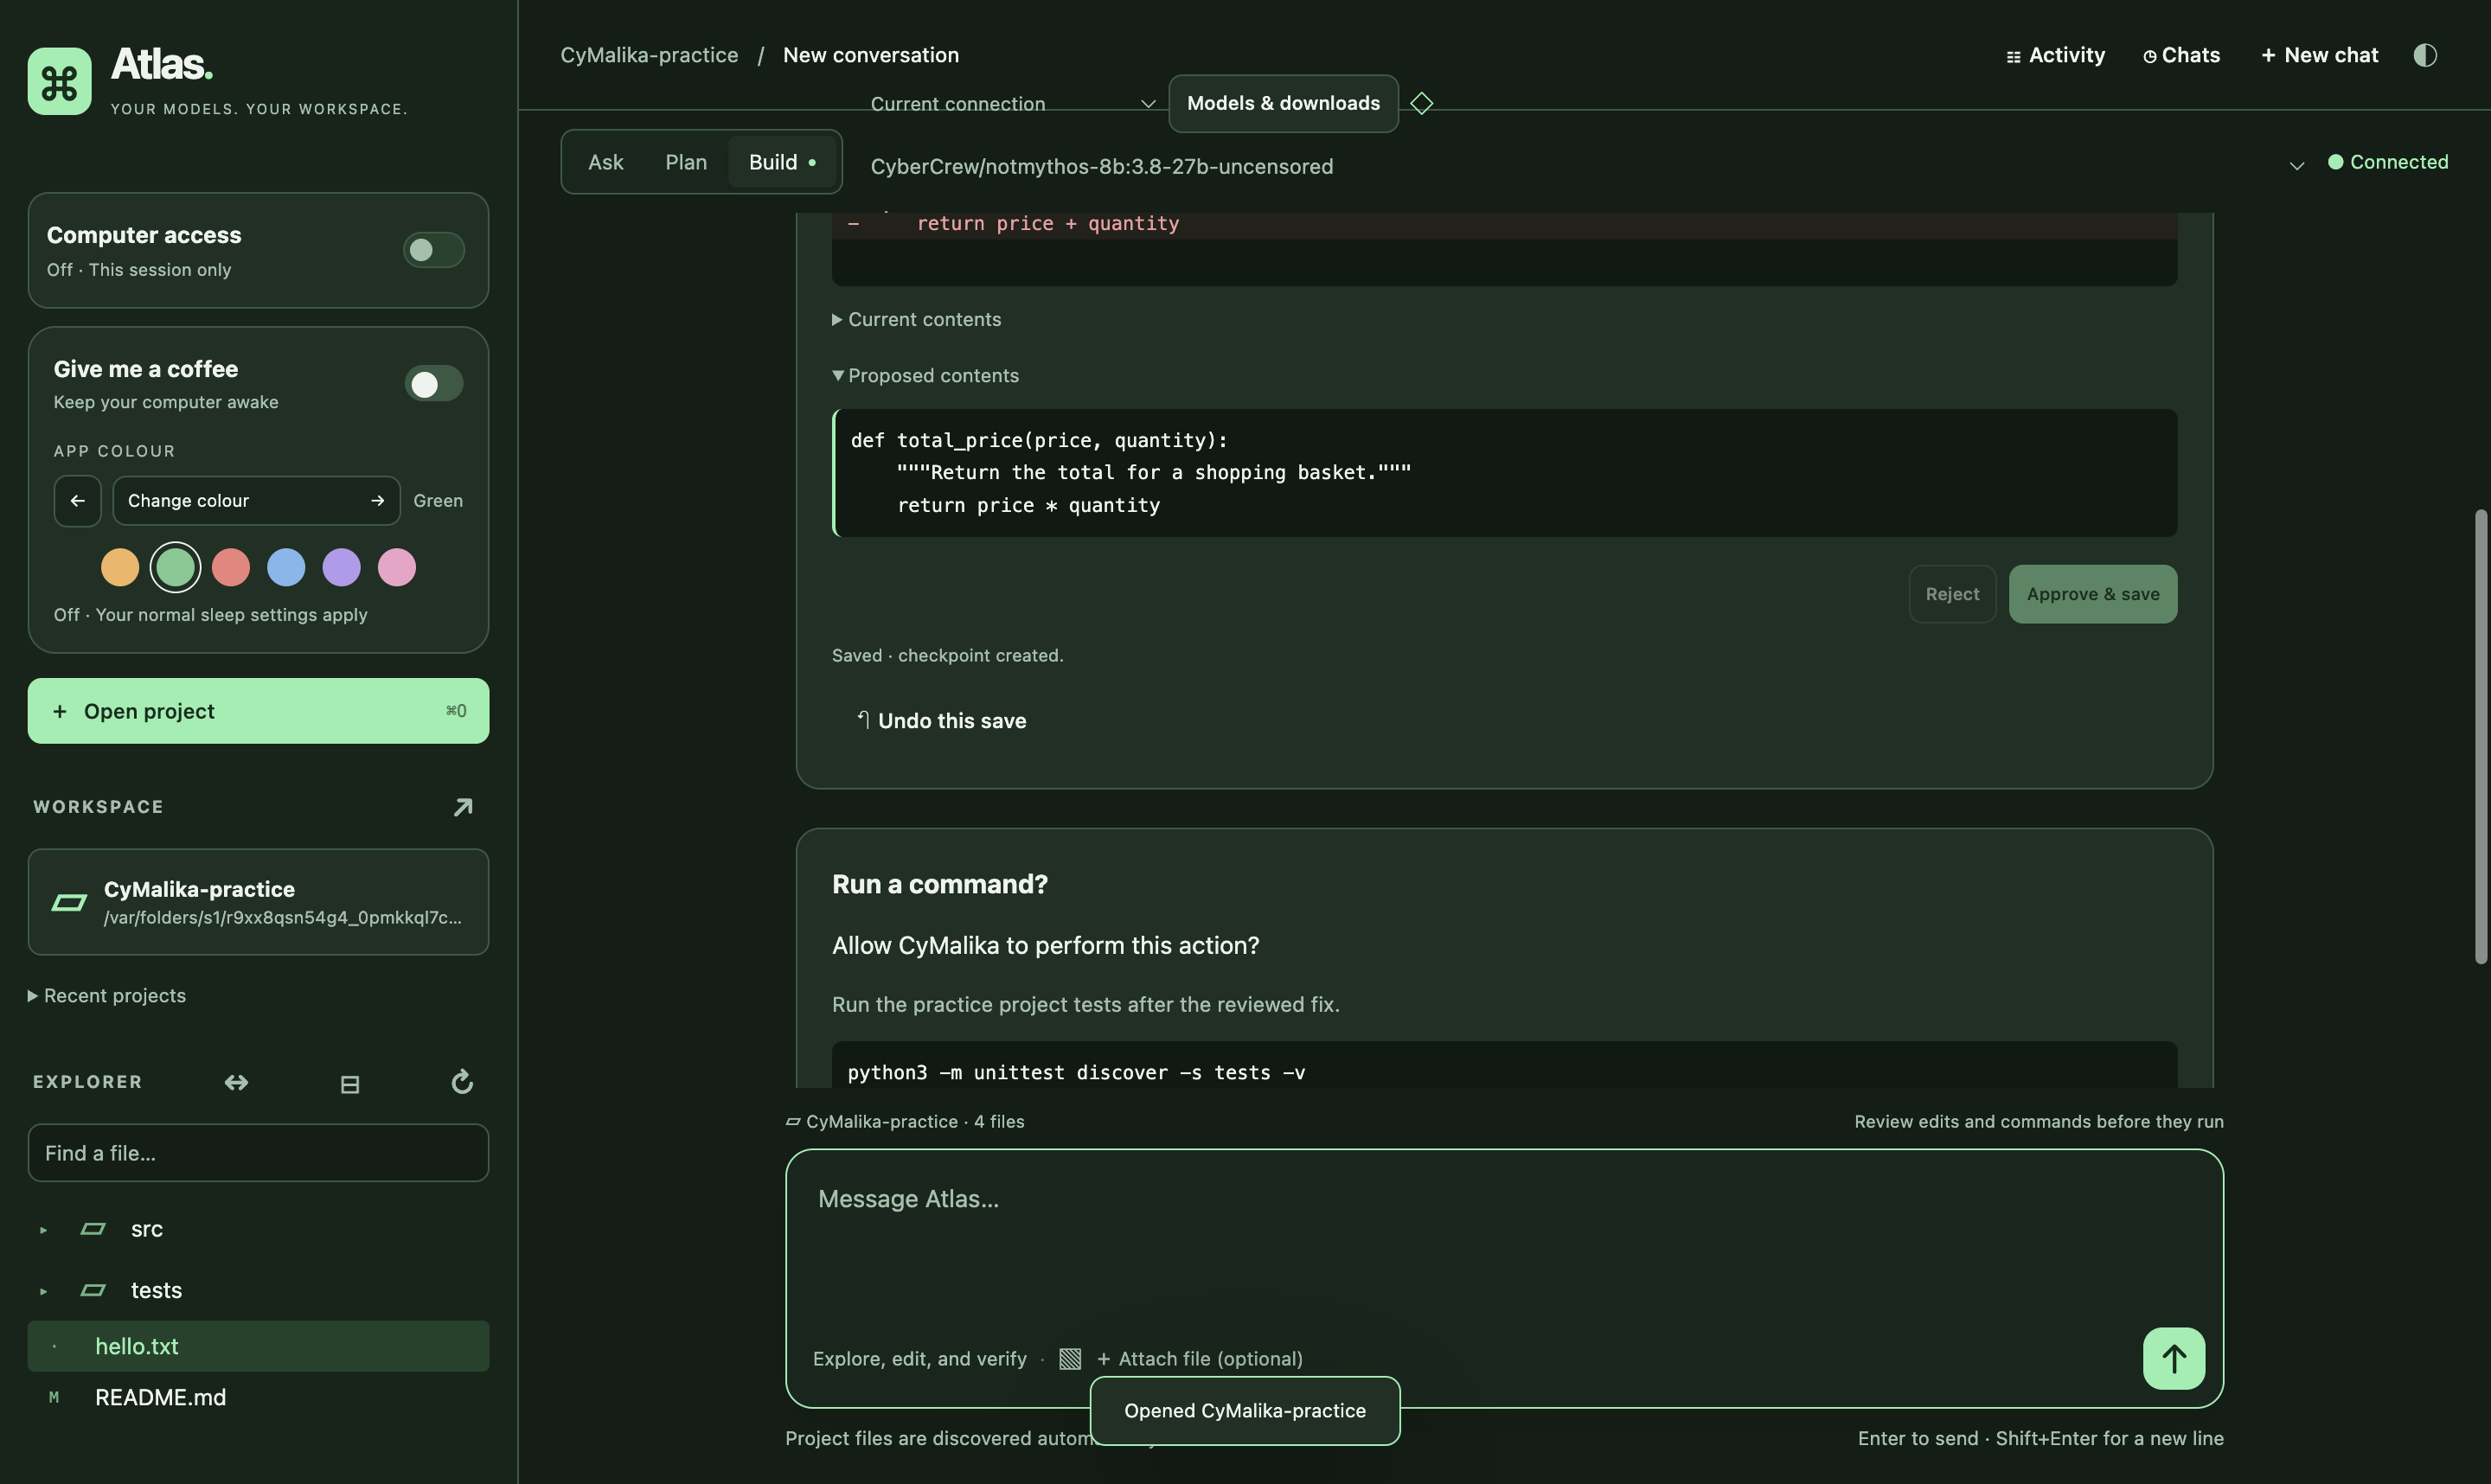 Atlas.
YOUR MODELS. YOUR WORKSPACE.
Computer access
Off · This session only
Give me a coffee
Keep your computer awake
APP COLOUR
← Change colour → Green
Off · Your normal sleep settings apply
+ Open project ⌘O
WORKSPACE
CyMalika-practice
/var/folders/s1/r9xx8qsn54g4_0pmkkql7c...
Recent projects
EXPLORER
Find a file...
src
tests
hello.txt
M README.md
CyMalika-practice / New conversation
Activity Chats + New chat
Current connection Models & downloads
Ask Plan Build
CyberCrew/notmythos-8b:3.8-27b-uncensored
Connected
- return price + quantity
Current contents
Proposed contents
def total_price(price, quantity):
"""Return the total for a shopping basket."""
return price * quantity
Reject Approve & save
Saved · checkpoint created.
Undo this save
Run a command?
Allow CyMalika to perform this action?
Run the practice project tests after the reviewed fix.
python3 -m unittest discover -s tests -v
CyMalika-practice · 4 files Review edits and commands before they run
Message Atlas...
Explore, edit, and verify · + Attach file (optional)
Opened CyMalika-practice
Project files are discovered Enter to send · Shift+Enter for a new line